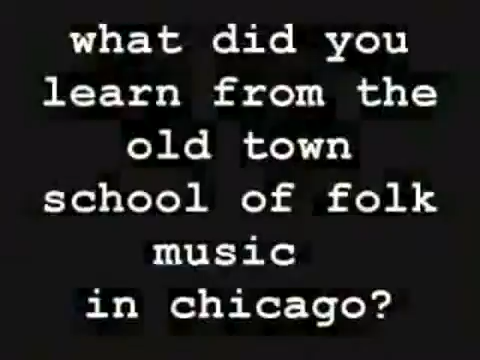 what did you
learn from the
old town
school of folk
music
in chicago?